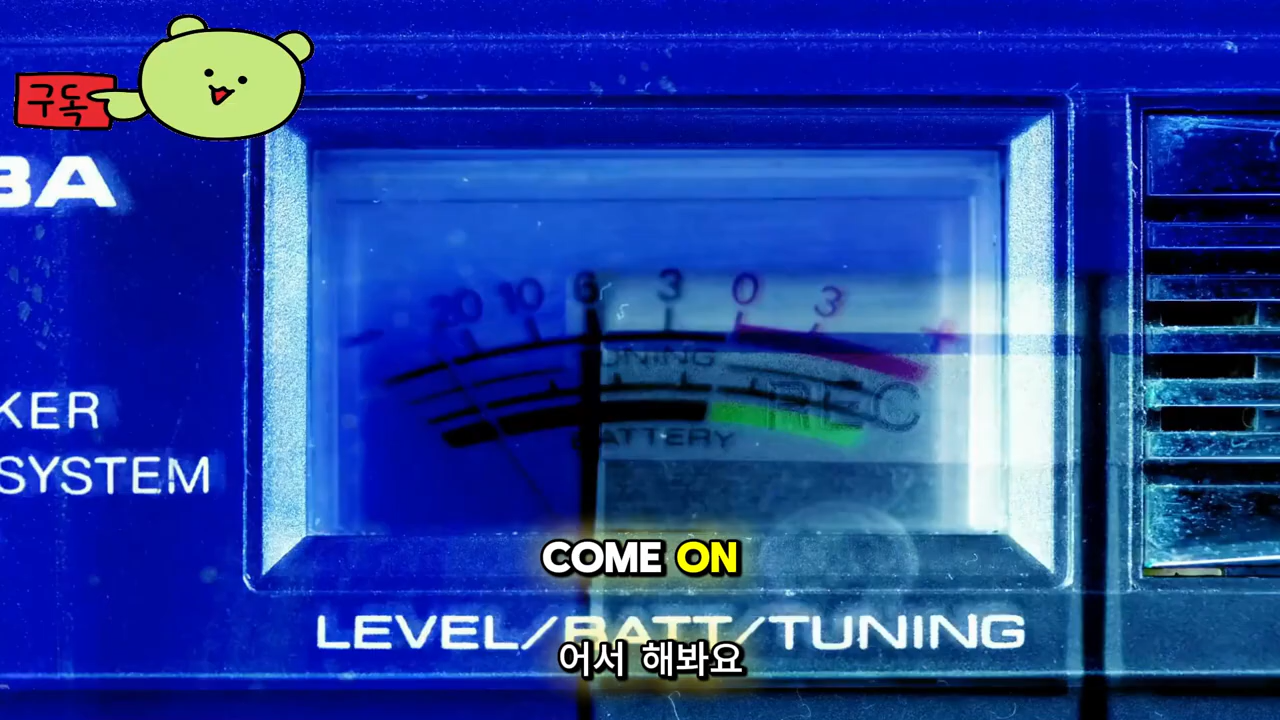 구독
BA
20 10 6 3 0 3 +
TUNING
REC
BATTERY
KER
SYSTEM
COME ON
LEVEL/BATT/TUNING
어서 해봐요